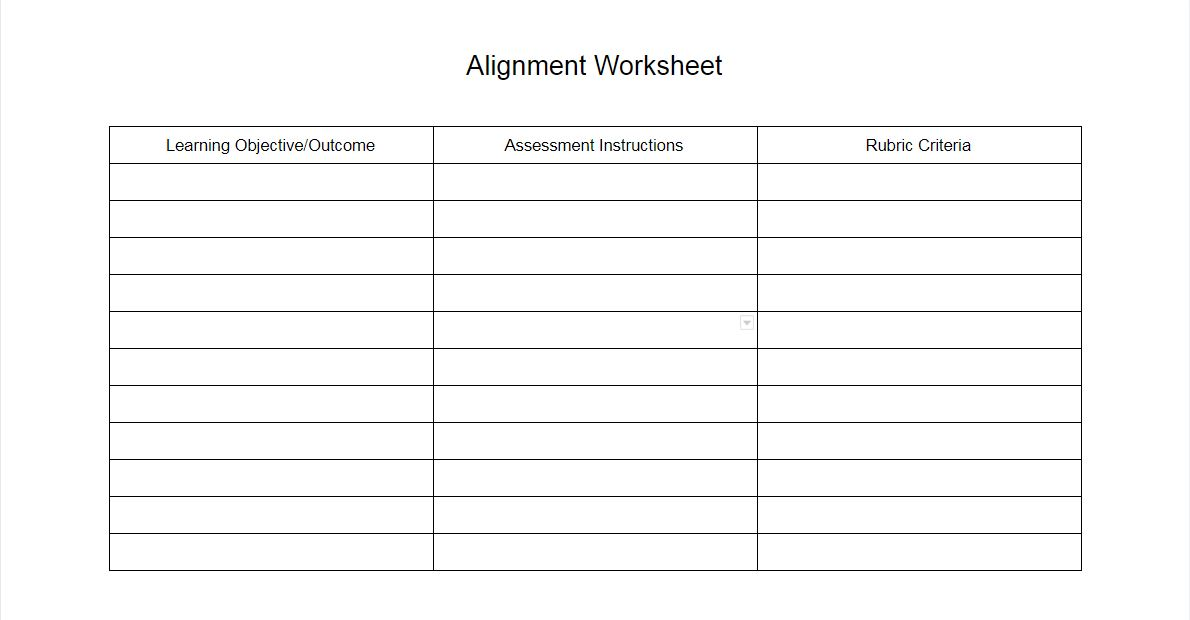 Alignment Worksheet
Learning Objective/Outcome Assessment Instructions Rubric Criteria